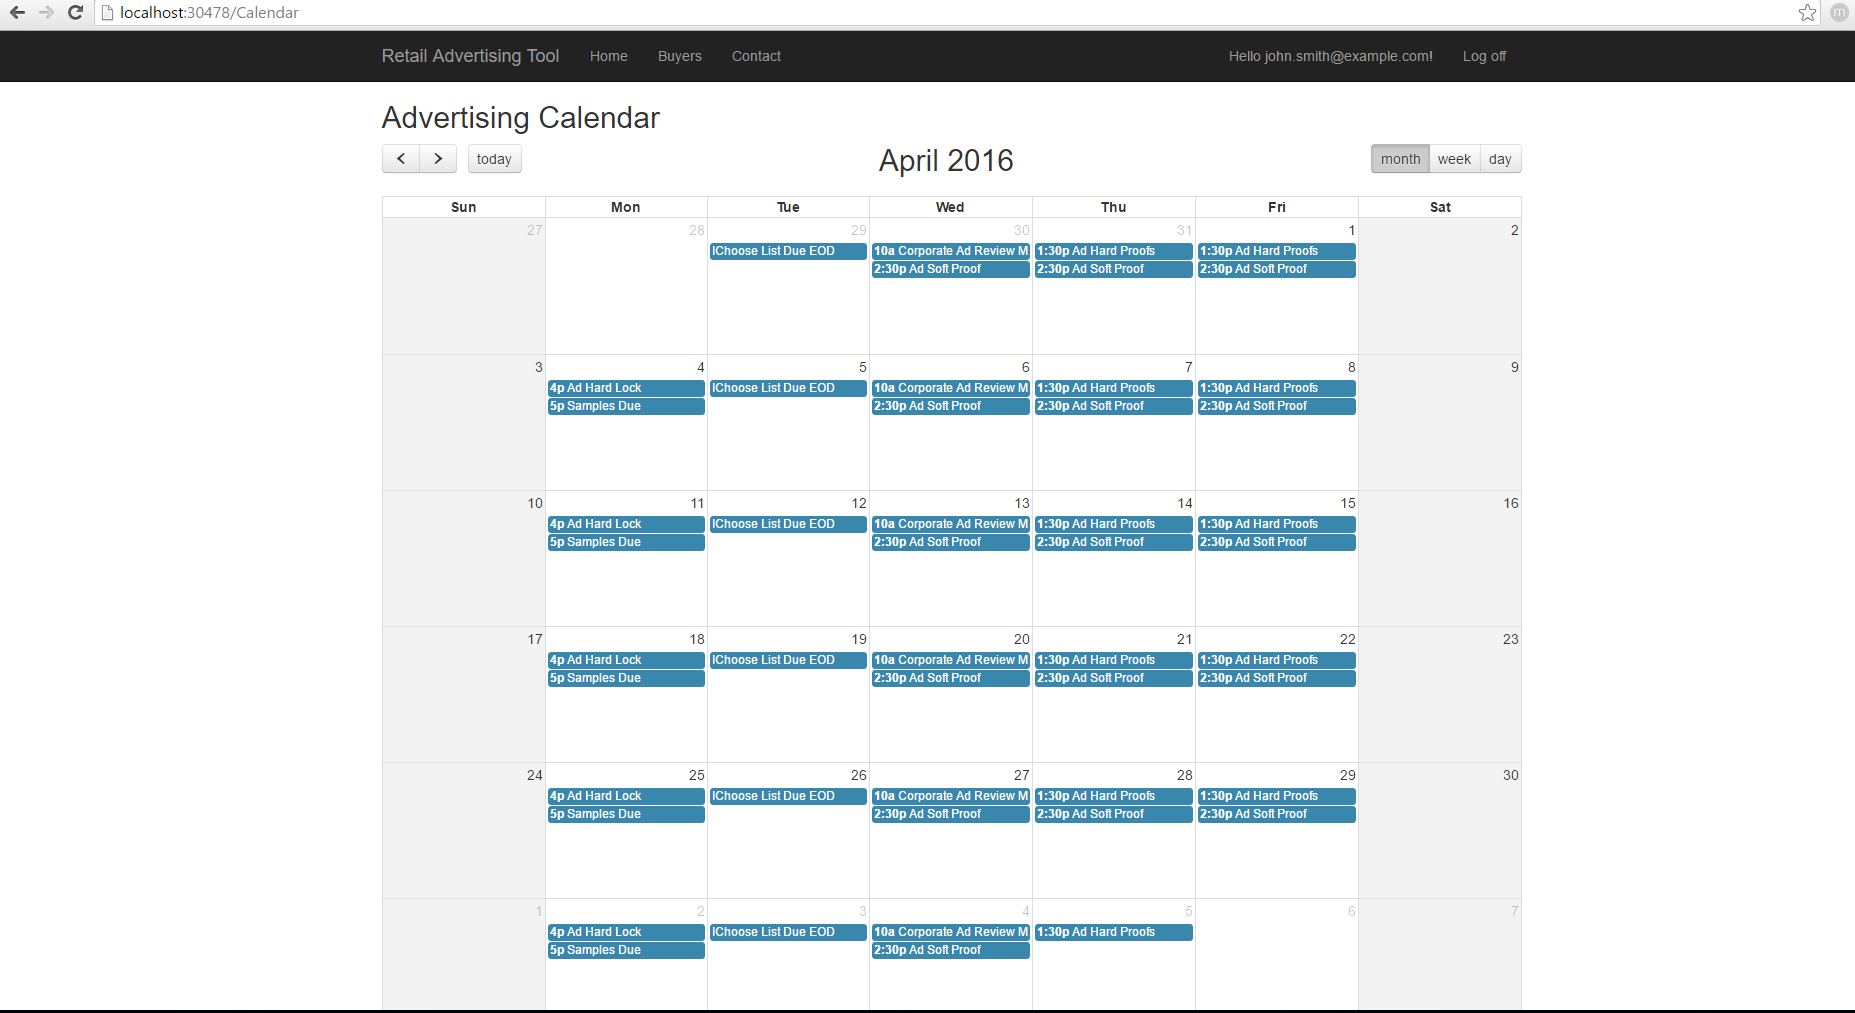 localhost:30478/Calendar
m
Retail Advertising Tool Home Buyers Contact Hello john.smith@example.com! Log off
Advertising Calendar
today April 2016 month week day
Sun Mon Tue Wed Thu Fri Sat
27 28 29 30 31 1 2
IChoose List Due EOD 10a Corporate Ad Review M 1:30p Ad Hard Proofs 1:30p Ad Hard Proofs
2:30p Ad Soft Proof 2:30p Ad Soft Proof 2:30p Ad Soft Proof
3 4 5 6 7 8 9
4p Ad Hard Lock IChoose List Due EOD 10a Corporate Ad Review M 1:30p Ad Hard Proofs 1:30p Ad Hard Proofs
5p Samples Due 2:30p Ad Soft Proof 2:30p Ad Soft Proof 2:30p Ad Soft Proof
10 11 12 13 14 15 16
4p Ad Hard Lock IChoose List Due EOD 10a Corporate Ad Review M 1:30p Ad Hard Proofs 1:30p Ad Hard Proofs
5p Samples Due 2:30p Ad Soft Proof 2:30p Ad Soft Proof 2:30p Ad Soft Proof
17 18 19 20 21 22 23
4p Ad Hard Lock IChoose List Due EOD 10a Corporate Ad Review M 1:30p Ad Hard Proofs 1:30p Ad Hard Proofs
5p Samples Due 2:30p Ad Soft Proof 2:30p Ad Soft Proof 2:30p Ad Soft Proof
24 25 26 27 28 29 30
4p Ad Hard Lock IChoose List Due EOD 10a Corporate Ad Review M 1:30p Ad Hard Proofs 1:30p Ad Hard Proofs
5p Samples Due 2:30p Ad Soft Proof 2:30p Ad Soft Proof 2:30p Ad Soft Proof
1 2 3 4 5 6 7
4p Ad Hard Lock IChoose List Due EOD 10a Corporate Ad Review M 1:30p Ad Hard Proofs
5p Samples Due 2:30p Ad Soft Proof